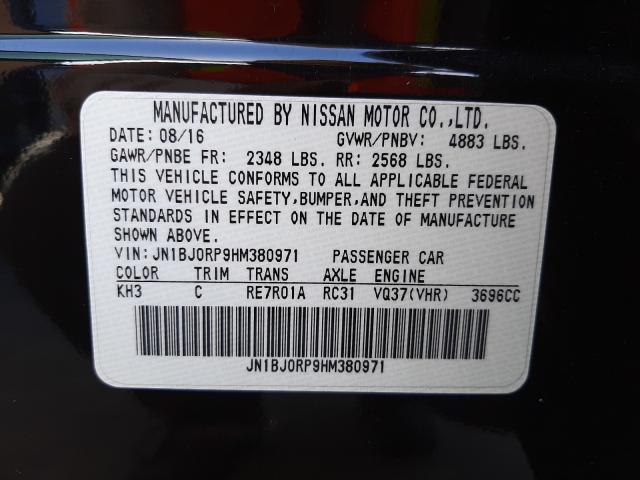 MANUFACTURED BY NISSAN MOTOR CO.,LTD.
DATE: 08/16 GVWR/PNBV: 4883 LBS.
GAWR/PNBE FR: 2348 LBS. RR: 2568 LBS.
THIS VEHICLE CONFORMS TO ALL APPLICABLE FEDERAL
MOTOR VEHICLE SAFETY,BUMPER,AND THEFT PREVENTION
STANDARDS IN EFFECT ON THE DATE OF MANUFACTURE
SHOWN ABOVE.
VIN: JN1BJ0RP9HM380971 PASSENGER CAR
COLOR TRIM TRANS AXLE ENGINE
KH3 C RE7R01A RC31 VQ37(VHR) 3696CC
JN1BJ0RP9HM380971